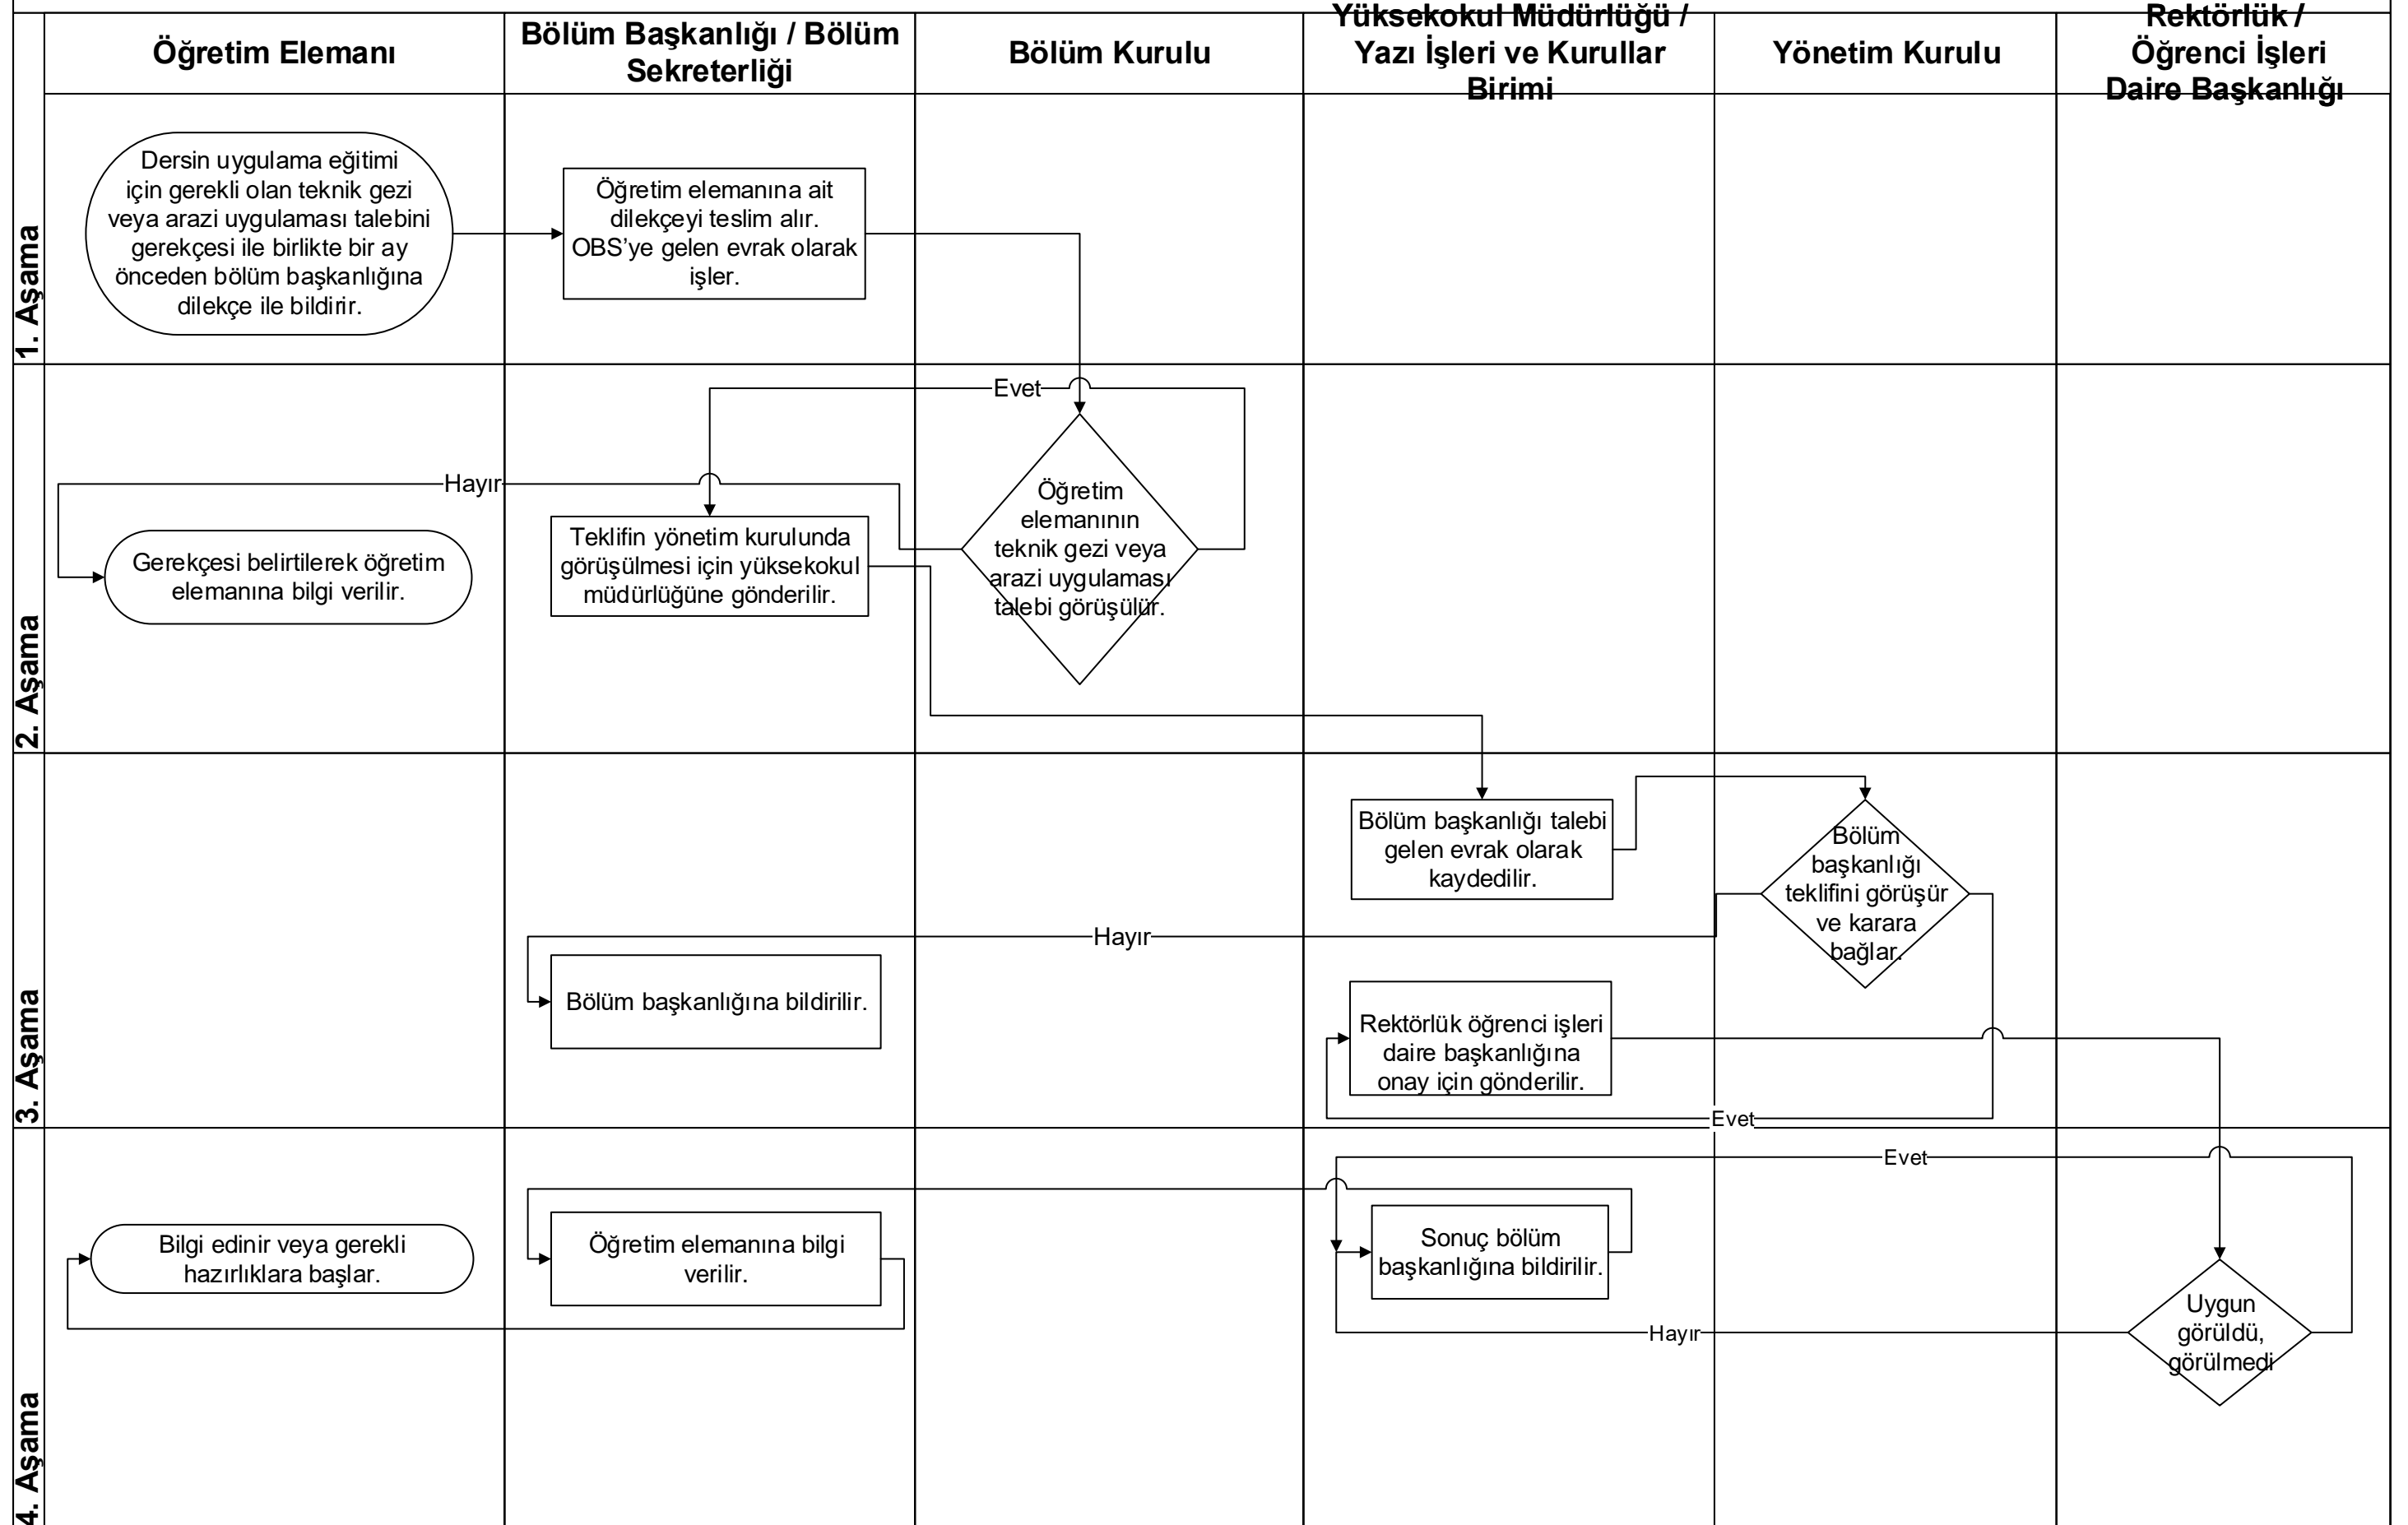 Öğretim Elemanı
Bölüm Başkanlığı / Bölüm
Sekreterliği
Bölüm Kurulu
Yüksekokul Müdürlüğü /
Yazı İşleri ve Kurullar
Birimi
Yönetim Kurulu
Rektörlük /
Öğrenci İşleri
Daire Başkanlığı
1. Aşama
Dersin uygulama eğitimi
için gerekli olan teknik gezi
veya arazi uygulaması talebini
gerekçesi ile birlikte bir ay
önceden bölüm başkanlığına
dilekçe ile bildirir.
Öğretim elemanına ait
dilekçeyi teslim alır.
OBS’ye gelen evrak olarak
işler.
2. Aşama
Evet
Hayır
Gerekçesi belirtilerek öğretim
elemanına bilgi verilir.
Teklifin yönetim kurulunda
görüşülmesi için yüksekokul
müdürlüğüne gönderilir.
Öğretim
elemanının
teknik gezi veya
arazi uygulaması
talebi görüşülür.
3. Aşama
Bölüm başkanlığı talebi
gelen evrak olarak
kaydedilir.
Bölüm
başkanlığı
teklifini görüşür
ve karara
bağlar.
Hayır
Bölüm başkanlığına bildirilir.
Rektörlük öğrenci işleri
daire başkanlığına
onay için gönderilir.
Evet
4. Aşama
Evet
Bilgi edinir veya gerekli
hazırlıklara başlar.
Öğretim elemanına bilgi
verilir.
Sonuç bölüm
başkanlığına bildirilir.
Hayır
Uygun
görüldü,
görülmedi